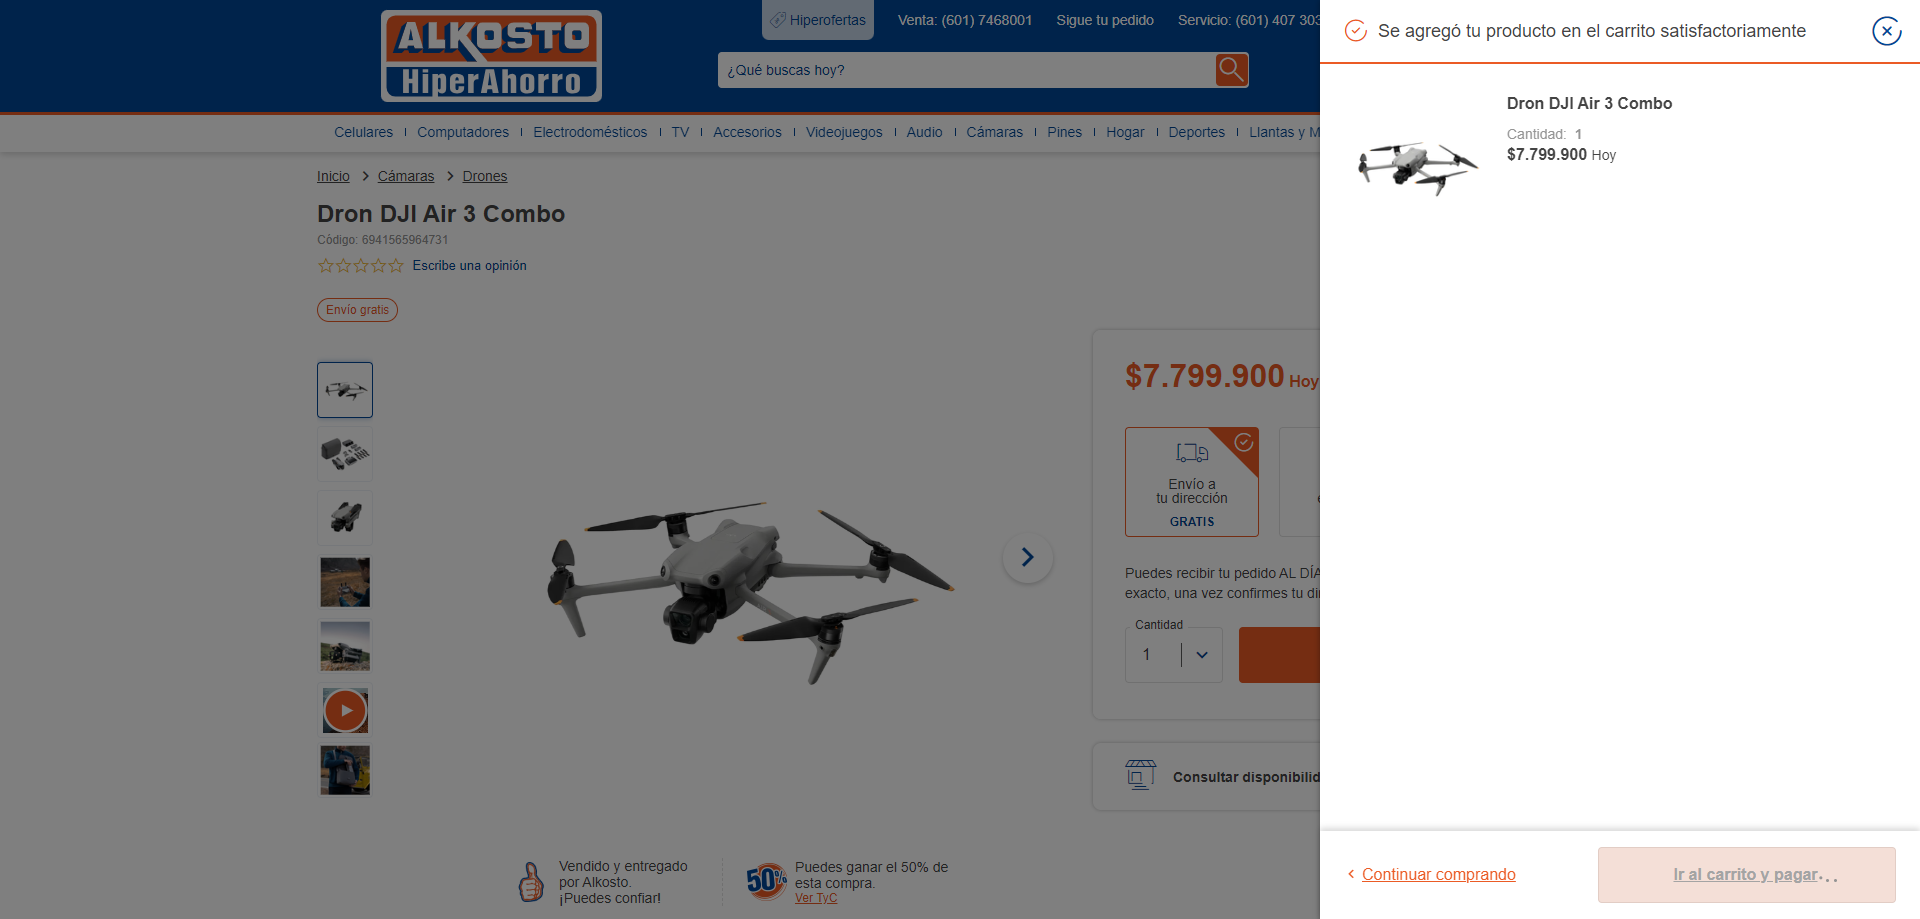 ALKOSTO
HiperAhorro
Hiperofertas
Venta: (601) 7468001
Sigue tu pedido
Servicio: (601) 407 303
¿Qué buscas hoy?
Celulares
Computadores
Electrodomésticos
TV
Accesorios
Videojuegos
Audio
Cámaras
Pines
Hogar
Deportes
Llantas y M
Inicio > Cámaras > Drones
Dron DJI Air 3 Combo
Código: 6941565964731
Escribe una opinión
Envío gratis
$7.799.900 Hoy
Envío a
tu dirección
GRATIS
Puedes recibir tu pedido AL DÍA
exacto, una vez confirmes tu di
Cantidad
1
Consultar disponibilid
Vendido y entregado
por Alkosto.
¡Puedes confiar!
50%
Puedes ganar el 50% de
esta compra.
Ver TyC
Se agregó tu producto en el carrito satisfactoriamente
Dron DJI Air 3 Combo
Cantidad: 1
$7.799.900 Hoy
< Continuar comprando
Ir al carrito y pagar...